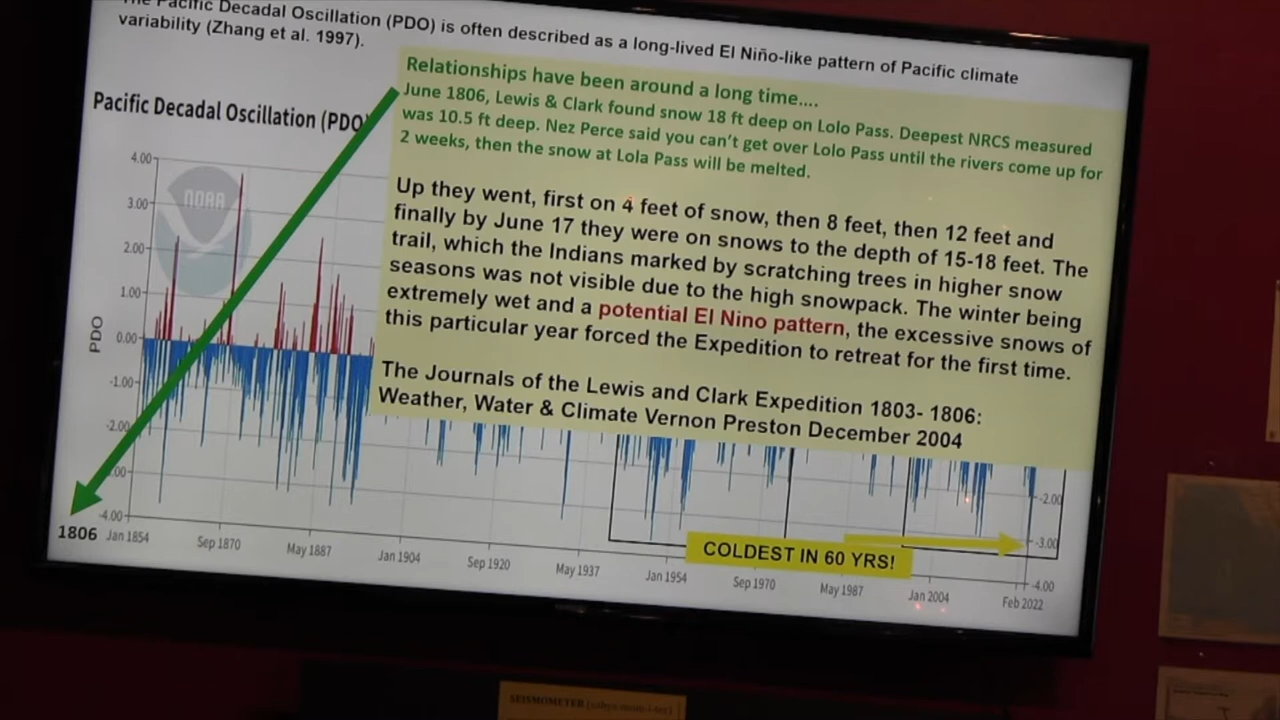 The Pacific Decadal Oscillation (PDO) is often described as a long-lived El Niño-like pattern of Pacific climate
variability (Zhang et al. 1997).
Relationships have been around a long time....
June 1806, Lewis & Clark found snow 18 ft deep on Lolo Pass. Deepest NRCS measured
was 10.5 ft deep. Nez Perce said you can't get over Lolo Pass until the rivers come up for
2 weeks, then the snow at Lola Pass will be melted.
Pacific Decadal Oscillation (PDO)
Up they went, first on 4 feet of snow, then 8 feet, then 12 feet and
finally by June 17 they were on snows to the depth of 15-18 feet. The
trail, which the Indians marked by scratching trees in higher snow
seasons was not visible due to the high snowpack. The winter being
extremely wet and a potential El Nino pattern, the excessive snows of
this particular year forced the Expedition to retreat for the first time.
The Journals of the Lewis and Clark Expedition 1803- 1806:
Weather, Water & Climate Vernon Preston December 2004
NOAA
PDO
4.00
3.00
2.00
1.00
0.00
-1.00
-2.00
.00
-4.00
-2.00
-3.00
-4.00
COLDEST IN 60 YRS!
1806
Jan 1854
Sep 1870
May 1887
Jan 1904
Sep 1920
May 1937
Jan 1954
Sep 1970
May 1987
Jan 2004
Feb 2022
SEISMOMETER